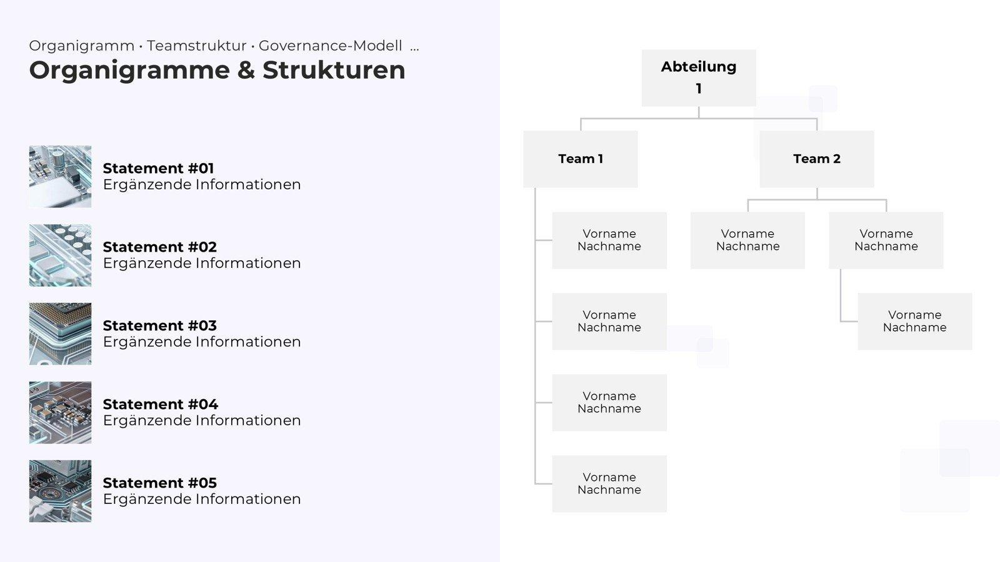 Organigramm • Teamstruktur • Governance-Modell ...
Organigramme & Strukturen
Statement #01
Ergänzende Informationen
Statement #02
Ergänzende Informationen
Statement #03
Ergänzende Informationen
Statement #04
Ergänzende Informationen
Statement #05
Ergänzende Informationen
Abteilung
1
Team 1
Team 2
Vorname
Nachname
Vorname
Nachname
Vorname
Nachname
Vorname
Nachname
Vorname
Nachname
Vorname
Nachname
Vorname
Nachname